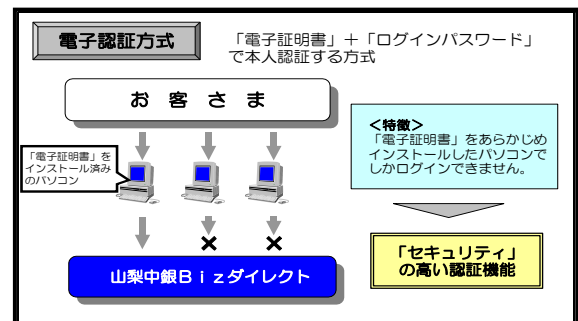 電子認証方式
「電子証明書」＋「ログインパスワード」
で本人認証する方式
お客さま
＜特徴＞
「電子証明書」をあらかじめ
インストールしたパソコンで
しかログインできません。
「電子証明書」を
インストール済み
のパソコン
×
×
「セキュリティ」
の高い認証機能
山梨中銀Ｂｉｚダイレクト